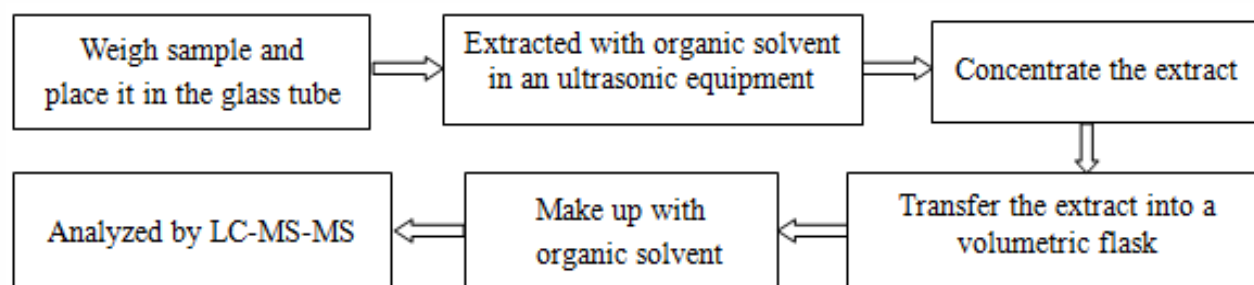 Weigh sample and
place it in the glass tube
Extracted with organic solvent
in an ultrasonic equipment
Concentrate the extract
Transfer the extract into a
volumetric flask
Make up with
organic solvent
Analyzed by LC-MS-MS